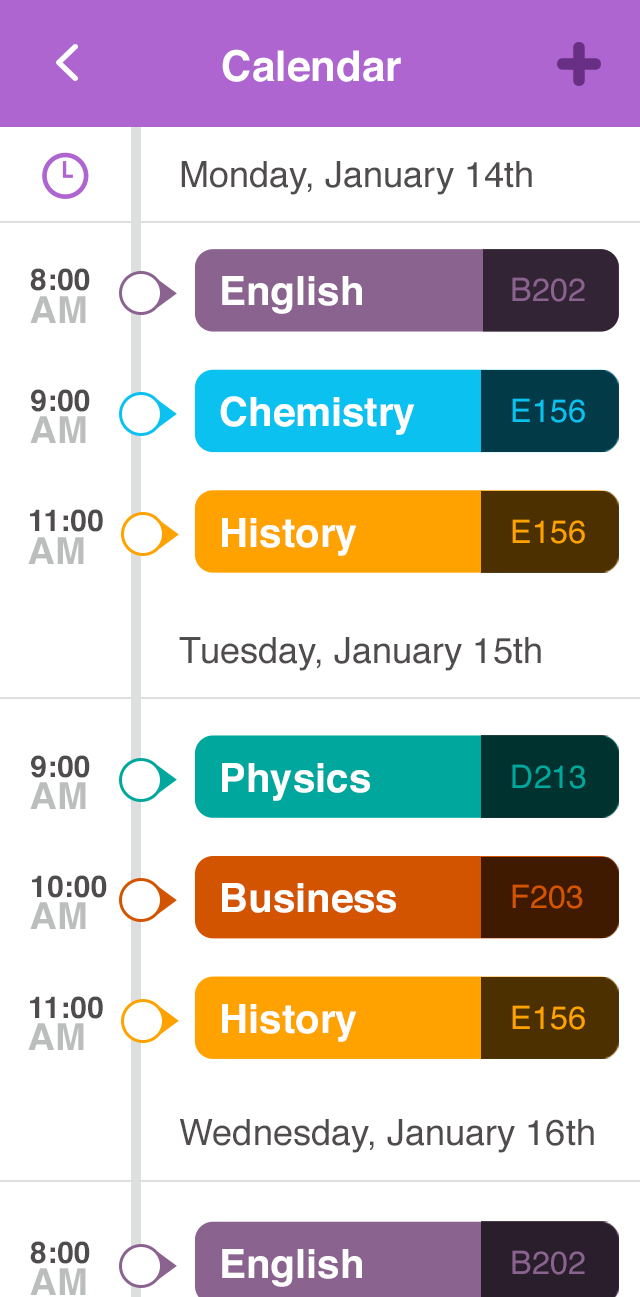 Calendar
Monday, January 14th
8:00 AM English B202
9:00 AM Chemistry E156
11:00 AM History E156
Tuesday, January 15th
9:00 AM Physics D213
10:00 AM Business F203
11:00 AM History E156
Wednesday, January 16th
8:00 AM English B202